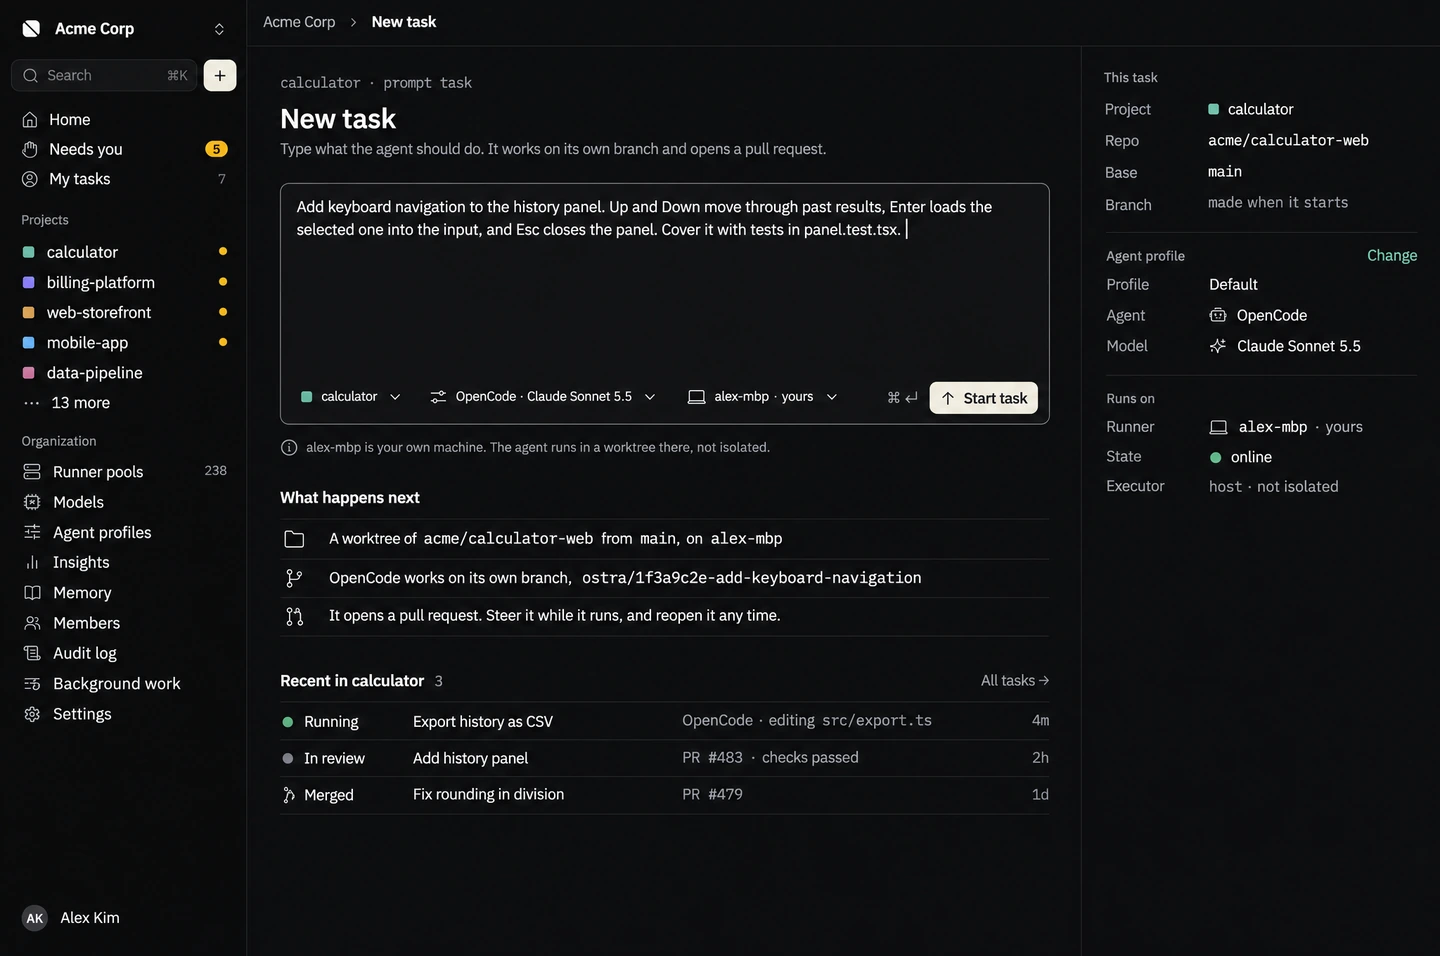 Acme Corp
Search ⌘K +
Home
Needs you 5
My tasks 7
Projects
calculator
billing-platform
web-storefront
mobile-app
data-pipeline
··· 13 more
Organization
Runner pools 238
Models
Agent profiles
Insights
Memory
Members
Audit log
Background work
Settings
AK Alex Kim
Acme Corp > New task
calculator · prompt task
New task
Type what the agent should do. It works on its own branch and opens a pull request.
Add keyboard navigation to the history panel. Up and Down move through past results, Enter loads the
selected one into the input, and Esc closes the panel. Cover it with tests in panel.test.tsx.
calculator OpenCode · Claude Sonnet 5.5 alex-mbp · yours ⌘ ↵ ↑ Start task
alex-mbp is your own machine. The agent runs in a worktree there, not isolated.
What happens next
A worktree of acme/calculator-web from main, on alex-mbp
OpenCode works on its own branch, ostra/1f3a9c2e-add-keyboard-navigation
It opens a pull request. Steer it while it runs, and reopen it any time.
Recent in calculator 3 All tasks →
Running Export history as CSV OpenCode · editing src/export.ts 4m
In review Add history panel PR #483 · checks passed 2h
Merged Fix rounding in division PR #479 1d
This task
Project calculator
Repo acme/calculator-web
Base main
Branch made when it starts
Agent profile Change
Profile Default
Agent OpenCode
Model Claude Sonnet 5.5
Runs on
Runner alex-mbp · yours
State online
Executor host · not isolated